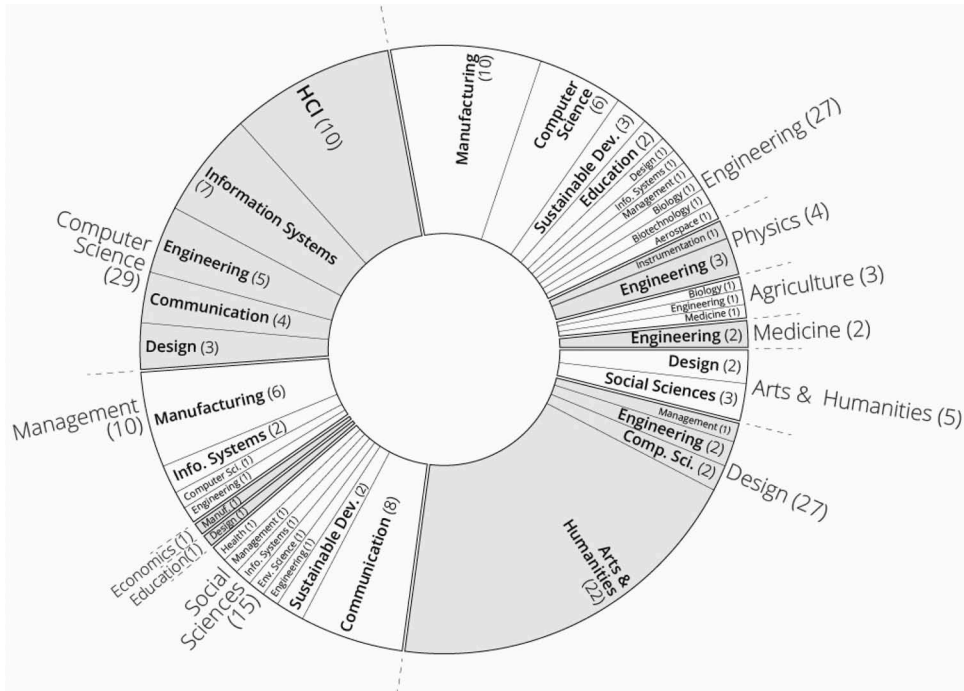 Engineering (27)
Manufacturing
(10)
Computer
Science
(6)
Sustainable Dev. (3)
Education (2)
Design (1)
Info. Systems (1)
Management (1)
Biology (1)
Biotechnology (1)
Aerospace (1)
Physics (4)
Instrumentation (1)
Engineering (3)
Agriculture (3)
Biology (1)
Engineering (1)
Medicine (1)
Medicine (2)
Engineering (2)
Arts & Humanities (5)
Design (2)
Social Sciences (3)
Design (27)
Management (1)
Engineering (2)
Comp. Sci. (2)
Arts &
Humanities
(22)
Social
Sciences
(15)
Communication (8)
Sustainable Dev. (2)
Engineering (1)
Env. Science (1)
Info. Systems (1)
Management (1)
Health (1)
Education(1)
Design (1)
Economics (1)
Manuf. (1)
Management
(10)
Engineering (1)
Computer Sci. (1)
Info. Systems (2)
Manufacturing (6)
Computer
Science
(29)
Design (3)
Communication (4)
Engineering (5)
Information Systems
(7)
HCI (10)